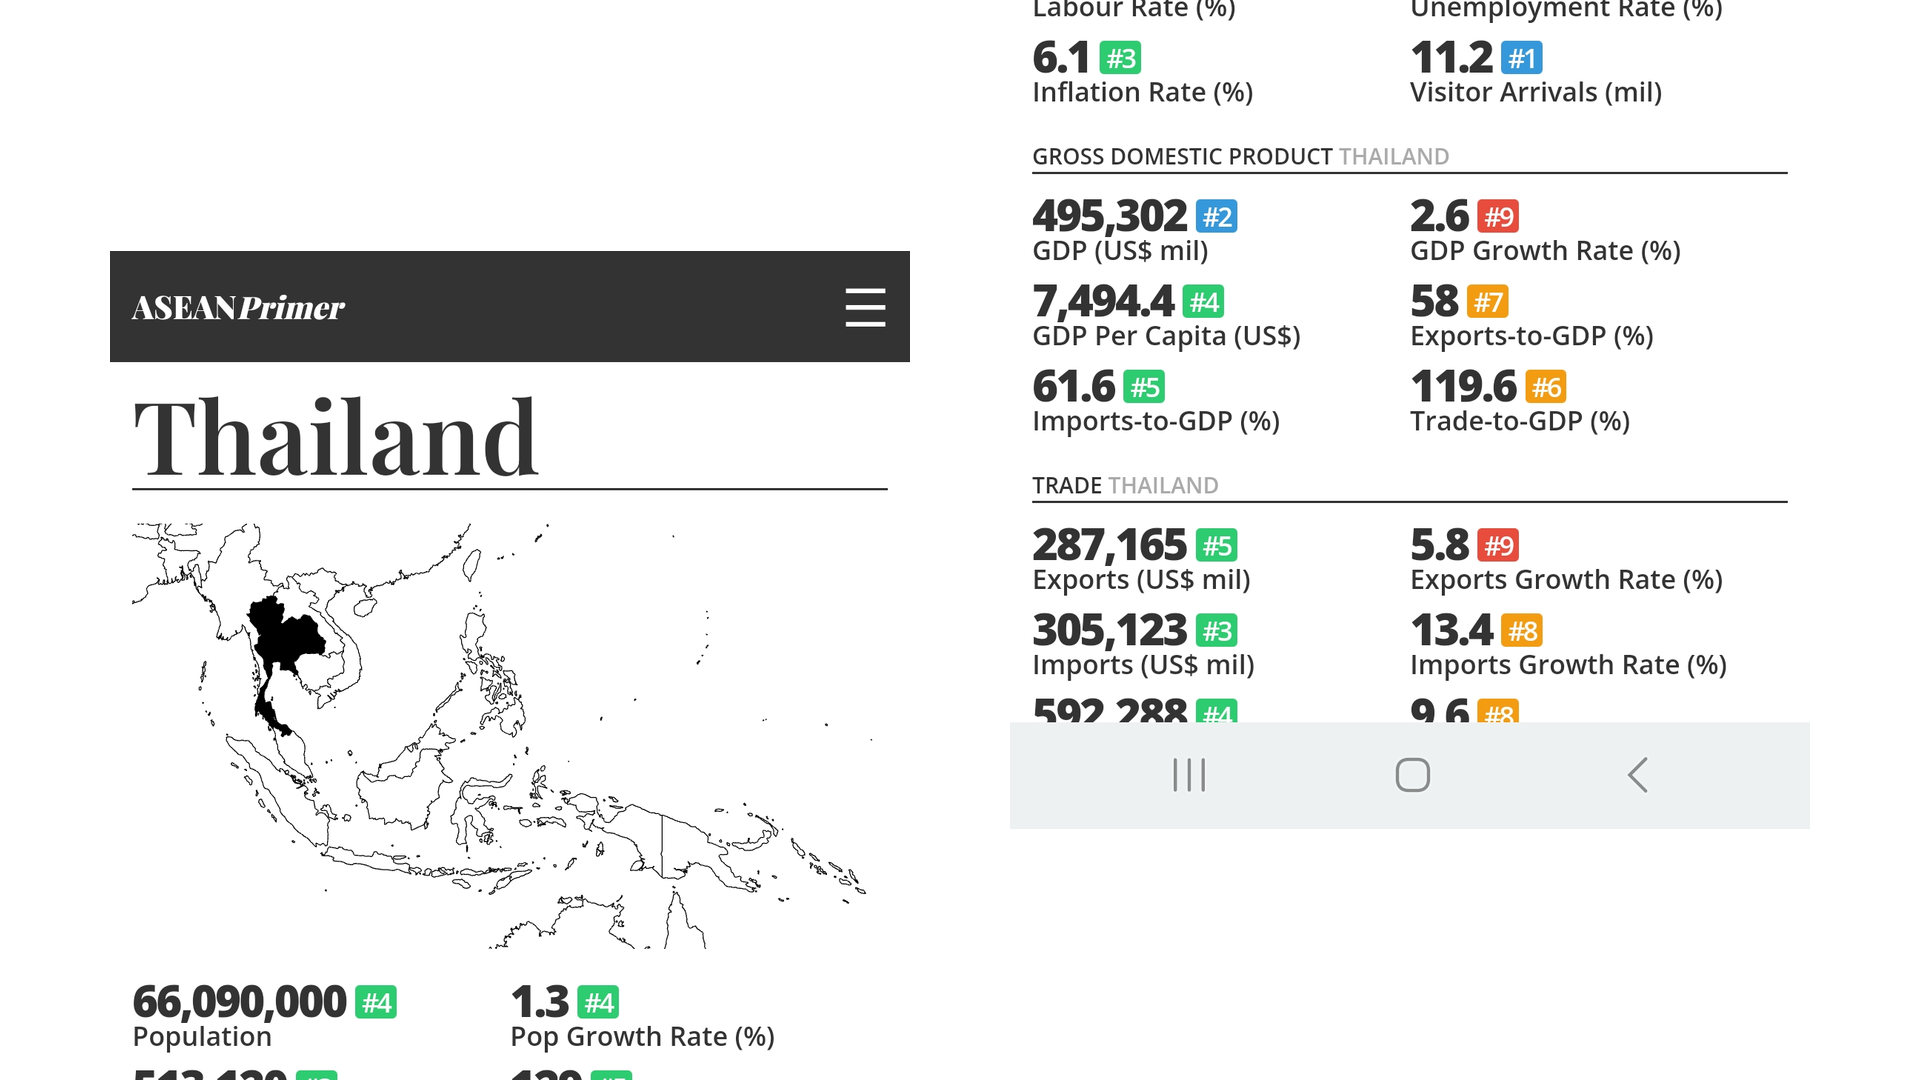 ASEANPrimer
Thailand
66,090,000 #4
Population
1.3 #4
Pop Growth Rate (%)
Labour Rate (%)
Unemployment Rate (%)
6.1 #3
Inflation Rate (%)
11.2 #1
Visitor Arrivals (mil)
GROSS DOMESTIC PRODUCT THAILAND
495,302 #2
GDP (US$ mil)
2.6 #9
GDP Growth Rate (%)
7,494.4 #4
GDP Per Capita (US$)
58 #7
Exports-to-GDP (%)
61.6 #5
Imports-to-GDP (%)
119.6 #6
Trade-to-GDP (%)
TRADE THAILAND
287,165 #5
Exports (US$ mil)
5.8 #9
Exports Growth Rate (%)
305,123 #3
Imports (US$ mil)
13.4 #8
Imports Growth Rate (%)
592,288 #4
9.6 #8